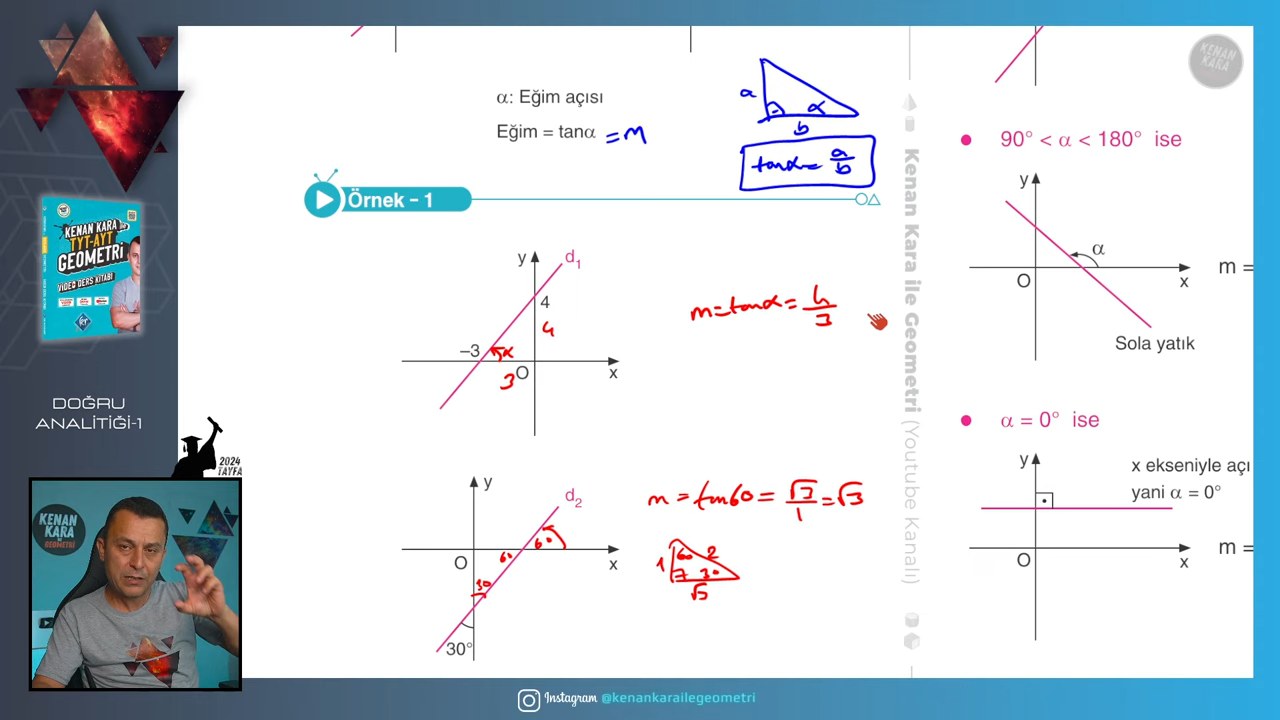 α: Eğim açısı
Eğim = tanα = m
a
α
b
tanα = a/b
Örnek - 1
y
d₁
4
4
-3
α
3
O
x
m = tanα = 4/3
y
d₂
60
60
O
x
30
30°
m = tan60 = √3/1 = √3
60
2
1
30
√3
Kenan Kara ile Geometri (Youtube Kanalı)
KENAN
KARA
90° < α < 180° ise
y
α
O
x
m =
Sola yatık
α = 0° ise
y
x ekseniyle açı
yani α = 0°
O
x
m =
KENAN KARA
TYT-AYT
GEOMETRİ
VİDEO DERS KİTABI
DOĞRU
ANALİTİĞİ-1
2024
TAYFA
KENAN
KARA
ile
GEOMETRİ
Instagram @kenankarailegeometri